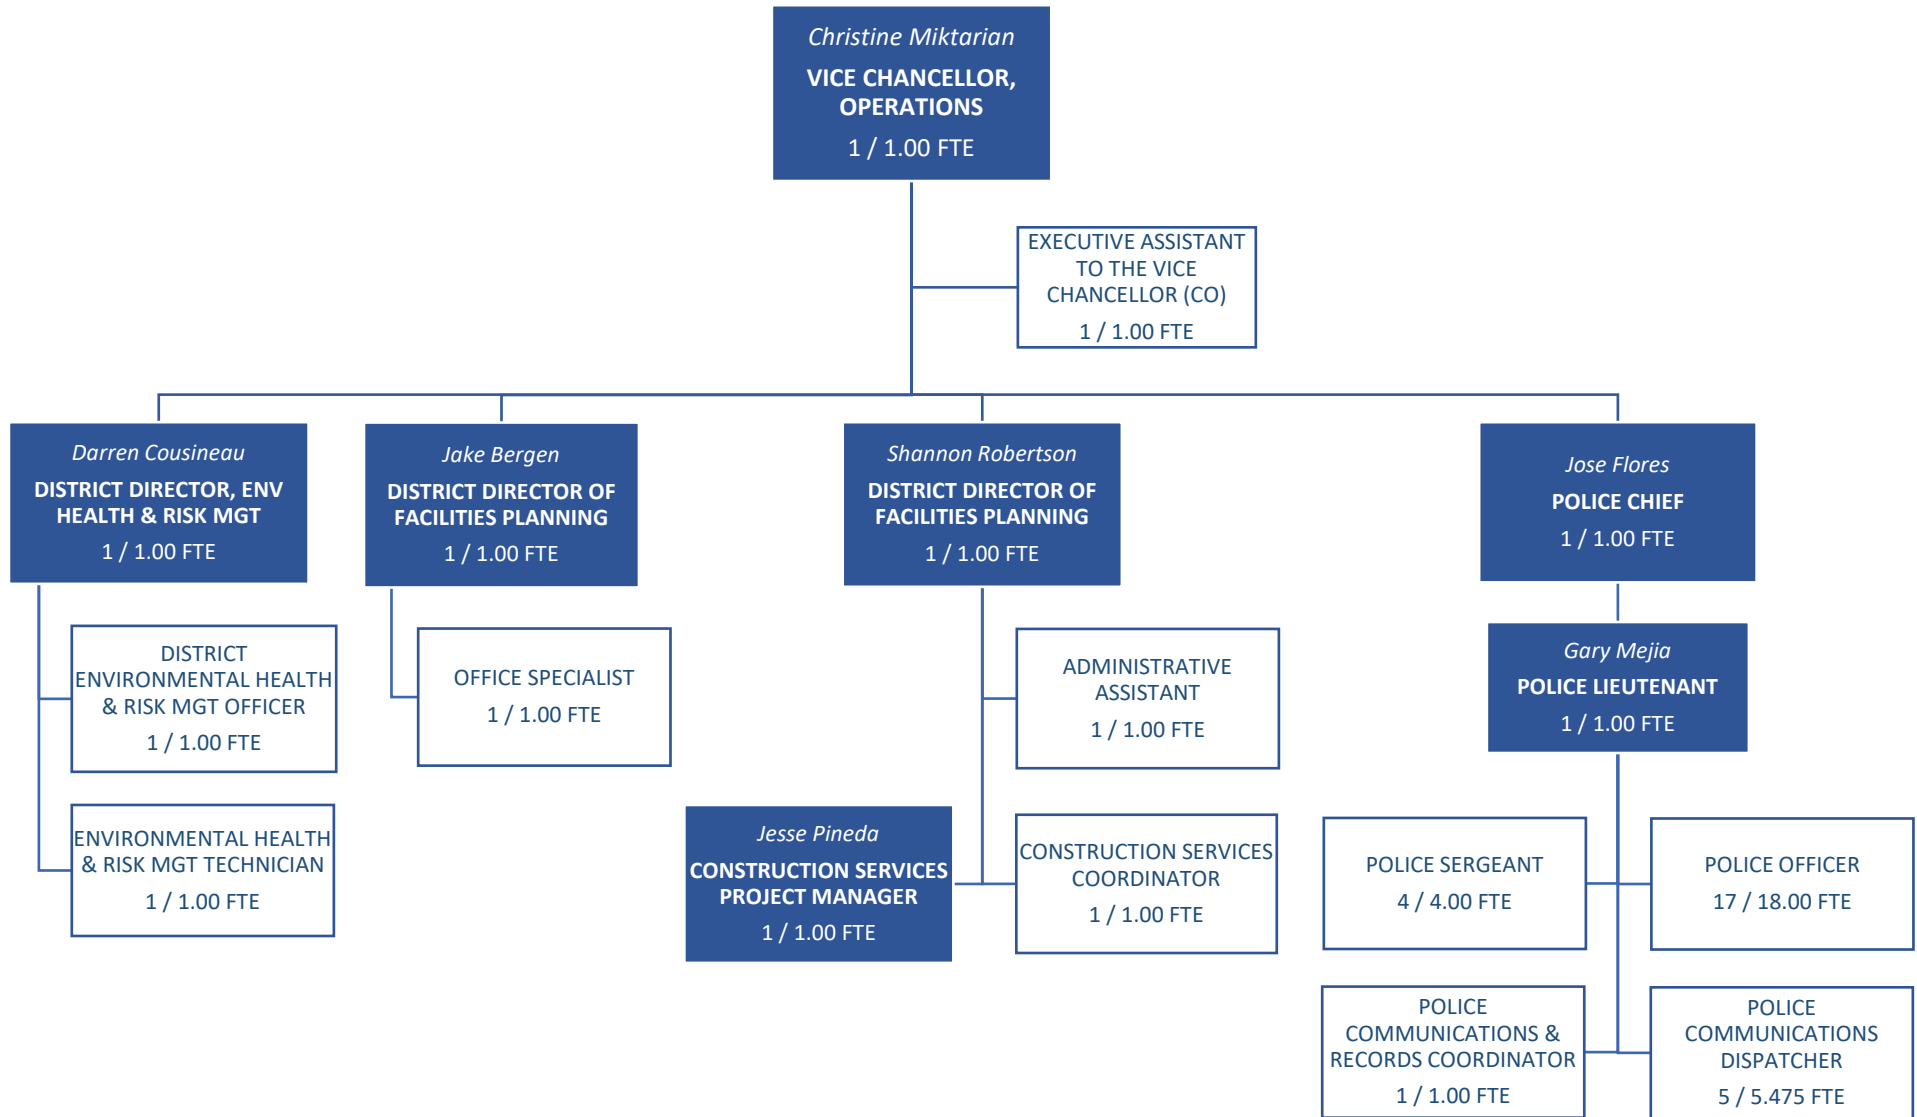 Christine Miktarian
VICE CHANCELLOR,
OPERATIONS
1 / 1.00 FTE
EXECUTIVE ASSISTANT
TO THE VICE
CHANCELLOR (CO)
1 / 1.00 FTE
Darren Cousineau
DISTRICT DIRECTOR, ENV
HEALTH & RISK MGT
1 / 1.00 FTE
Jake Bergen
DISTRICT DIRECTOR OF
FACILITIES PLANNING
1 / 1.00 FTE
Shannon Robertson
DISTRICT DIRECTOR OF
FACILITIES PLANNING
1 / 1.00 FTE
Jose Flores
POLICE CHIEF
1 / 1.00 FTE
DISTRICT
ENVIRONMENTAL HEALTH
& RISK MGT OFFICER
1 / 1.00 FTE
OFFICE SPECIALIST
1 / 1.00 FTE
ADMINISTRATIVE
ASSISTANT
1 / 1.00 FTE
Gary Mejia
POLICE LIEUTENANT
1 / 1.00 FTE
ENVIRONMENTAL HEALTH
& RISK MGT TECHNICIAN
1 / 1.00 FTE
Jesse Pineda
CONSTRUCTION SERVICES
PROJECT MANAGER
1 / 1.00 FTE
CONSTRUCTION SERVICES
COORDINATOR
1 / 1.00 FTE
POLICE SERGEANT
4 / 4.00 FTE
POLICE OFFICER
17 / 18.00 FTE
POLICE
COMMUNICATIONS &
RECORDS COORDINATOR
1 / 1.00 FTE
POLICE
COMMUNICATIONS
DISPATCHER
5 / 5.475 FTE